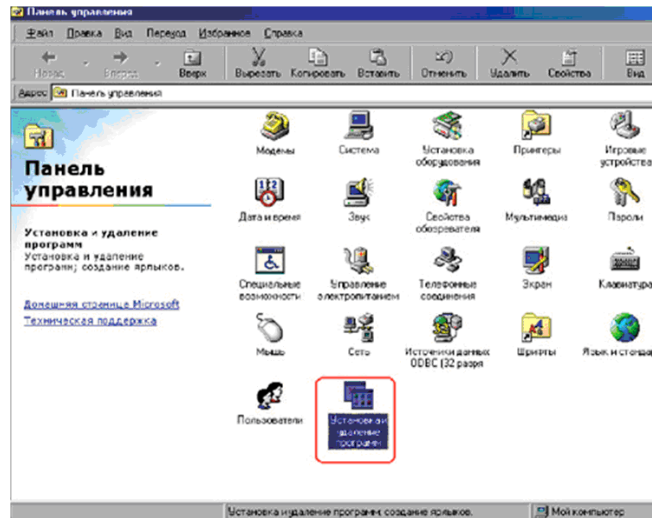 Панель управления
Файл Правка Вид Переход Избранное Справка
Назад Вперед Вверх Вырезать Копировать Вставить Отменить Удалить Свойства Вид
Адрес Панель управления
Панель
управления
Установка и удаление
программ
Установка и удаление
программ; создание ярлыков.
Домашняя страница Microsoft
Техническая поддержка
Модемы
Система
Установка
оборудования
Принтеры
Игровые
устройства
Дата и время
Звук
Свойства
обозревателя
Мультимедиа
Пароли
Специальные
возможности
Управление
электропитанием
Телефонные
соединения
Экран
Клавиатура
Мышь
Сеть
Источники данных
ODBC (32 разря
Шрифты
Язык и станда
Пользователи
Установка и
удаление
программ
Установка и удаление программ, создание ярлыков.
Мой компьютер